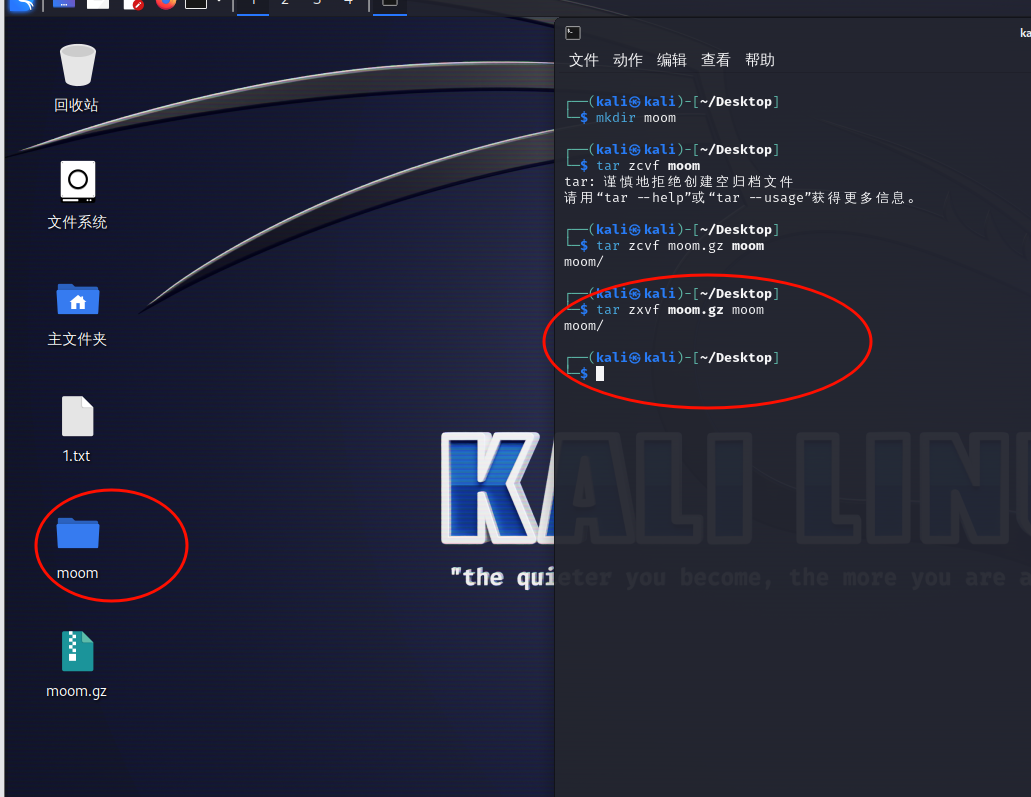 1 2 3 4
回收站
文件系统
主文件夹
1.txt
moom
moom.gz
文件 动作 编辑 查看 帮助
┌──(kali㉿kali)-[~/Desktop]
└─$ mkdir moom
┌──(kali㉿kali)-[~/Desktop]
└─$ tar zcvf moom
tar: 谨慎地拒绝创建空归档文件
请用“tar --help”或“tar --usage”获得更多信息。
┌──(kali㉿kali)-[~/Desktop]
└─$ tar zcvf moom.gz moom
moom/
┌──(kali㉿kali)-[~/Desktop]
└─$ tar zxvf moom.gz moom
moom/
┌──(kali㉿kali)-[~/Desktop]
└─$
KALI LINU
"the quieter you become, the more you are a